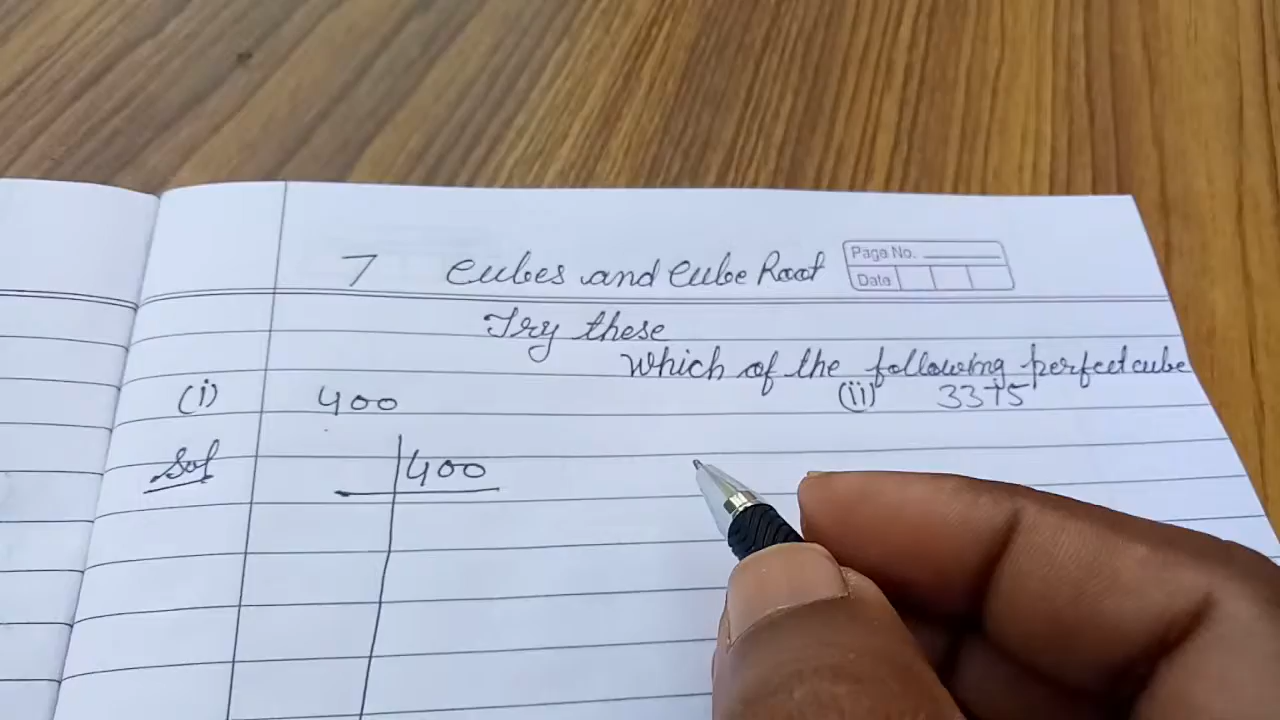 7 Cubes and Cube Root
Page No.
Date
Try these
Which of the following perfect cube
(i) 400 (ii) 3375
Sol 400